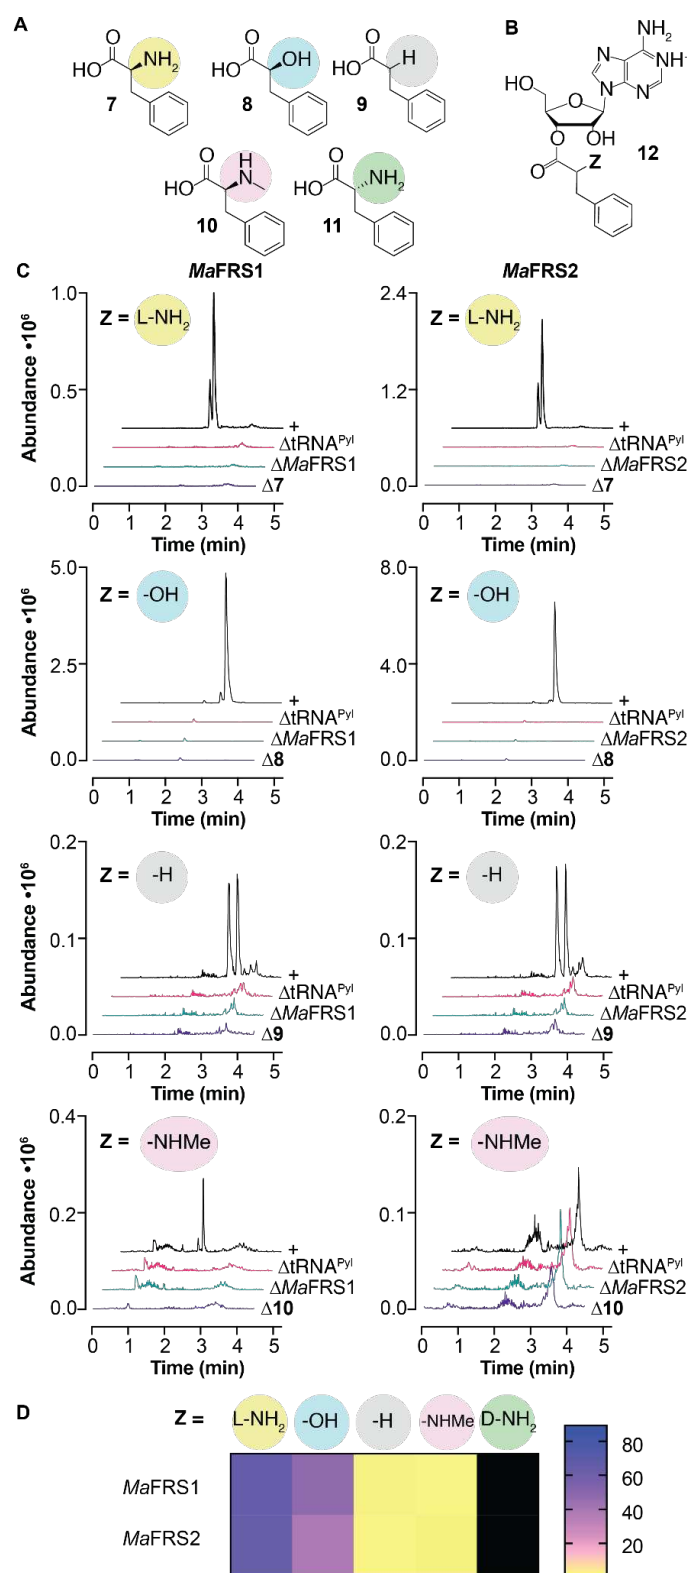 A
B
O
HO
NH₂
7
O
HO
OH
8
O
HO
H
9
O
HO
H
N
10
O
HO
NH₂
11
NH₂
N
NH⁺
N
N
HO
O
O
OH
O
Z
12
C
MaFRS1
MaFRS2
Z = L-NH₂
Abundance •10⁶
1.0
0.5
0.0
+
ΔtRNAᴾʸˡ
ΔMaFRS1
Δ7
0 1 2 3 4 5
Time (min)
Z = L-NH₂
2.4
1.2
0.0
+
ΔtRNAᴾʸˡ
ΔMaFRS2
Δ7
0 1 2 3 4 5
Time (min)
Z = -OH
Abundance •10⁶
5.0
2.5
0.0
+
ΔtRNAᴾʸˡ
ΔMaFRS1
Δ8
0 1 2 3 4 5
Time (min)
Z = -OH
8.0
4.0
0.0
+
ΔtRNAᴾʸˡ
ΔMaFRS2
Δ8
0 1 2 3 4 5
Time (min)
Z = -H
Abundance •10⁶
0.2
0.1
0.0
+
ΔtRNAᴾʸˡ
ΔMaFRS1
Δ9
0 1 2 3 4 5
Time (min)
Z = -H
0.2
0.1
0.0
+
ΔtRNAᴾʸˡ
ΔMaFRS2
Δ9
0 1 2 3 4 5
Time (min)
Z = -NHMe
Abundance •10⁶
0.4
0.2
0.0
+
ΔtRNAᴾʸˡ
ΔMaFRS1
Δ10
0 1 2 3 4 5
Time (min)
Z = -NHMe
0.2
0.1
0.0
+
ΔtRNAᴾʸˡ
ΔMaFRS2
Δ10
0 1 2 3 4 5
Time (min)
D
Z = L-NH₂ -OH -H -NHMe D-NH₂
MaFRS1
MaFRS2
80
60
40
20